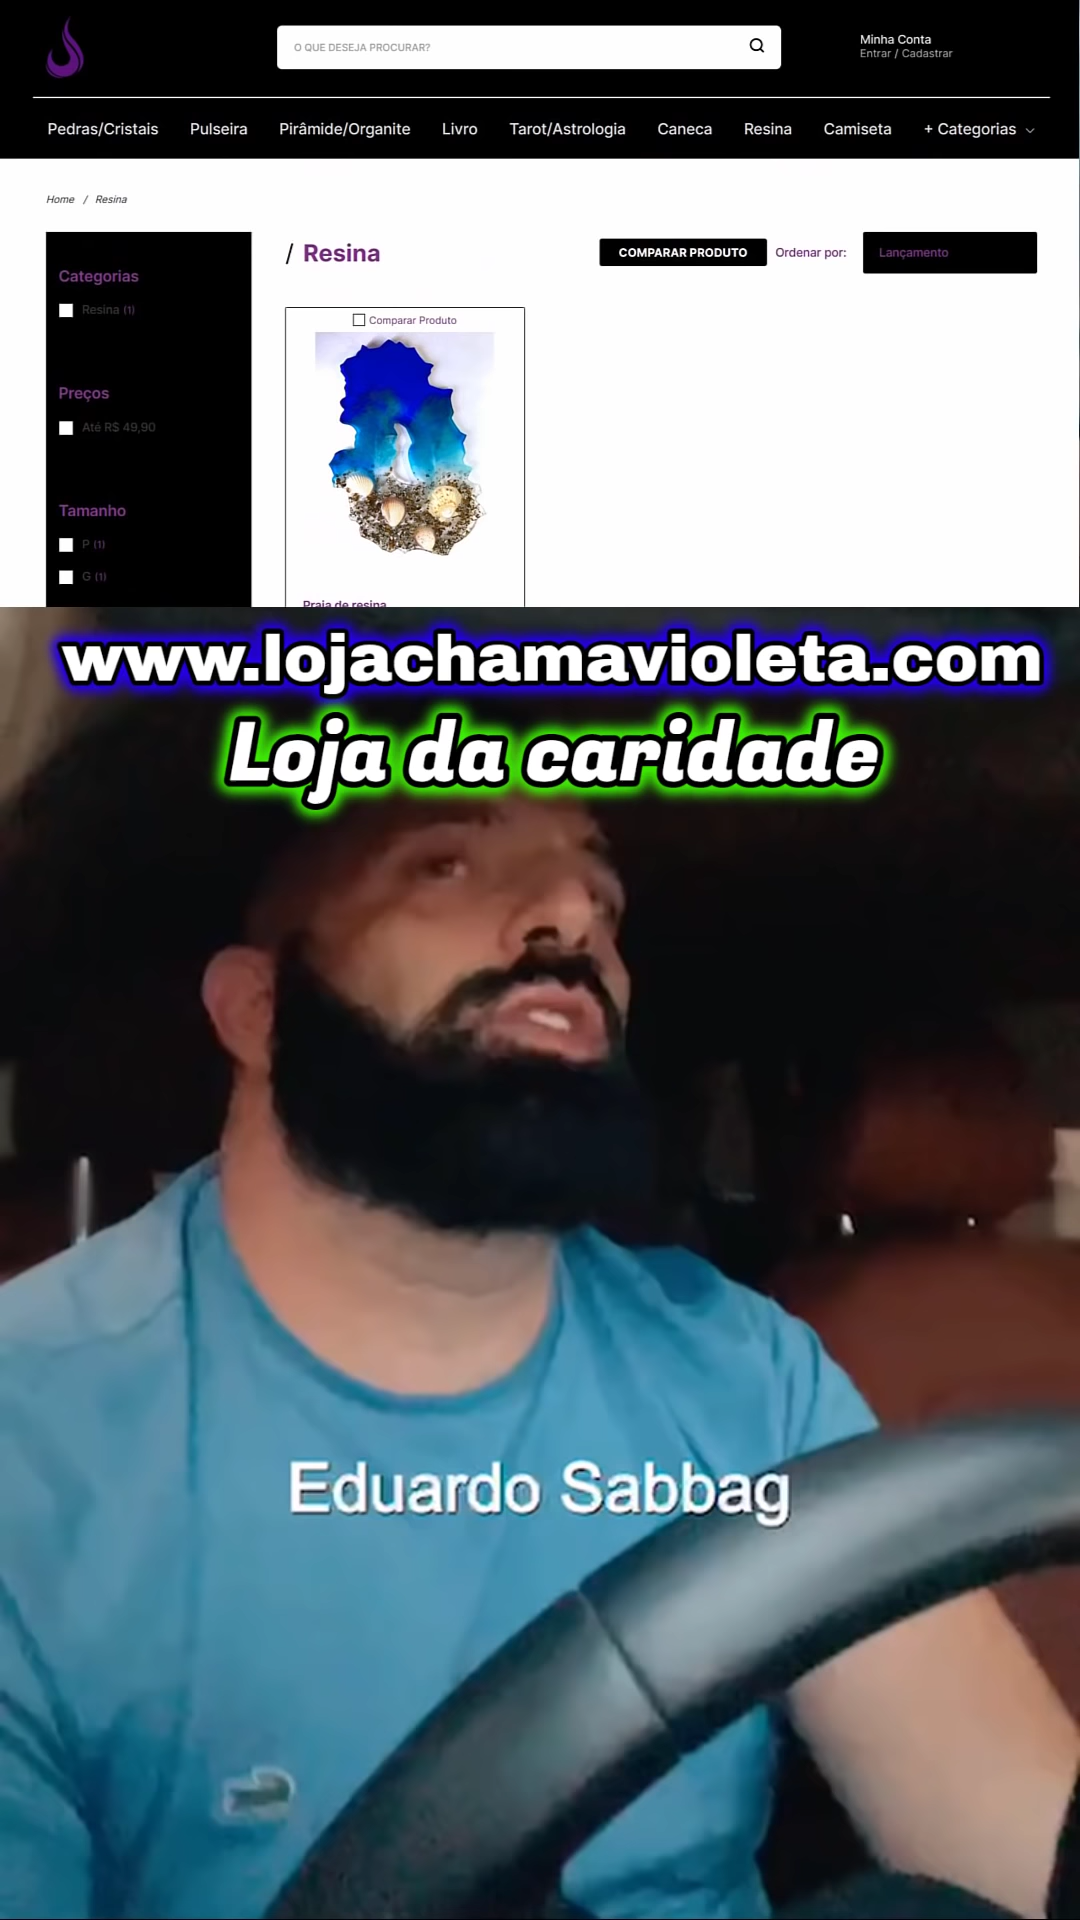 O QUE DESEJA PROCURAR?
Minha Conta
Entrar / Cadastrar
Pedras/Cristais Pulseira Pirâmide/Organite Livro Tarot/Astrologia Caneca Resina Camiseta + Categorias
Home / Resina
/ Resina
COMPARAR PRODUTO
Ordenar por:
Lançamento
Categorias
Resina (1)
Preços
Até R$ 49,90
Tamanho
P (1)
G (1)
Comparar Produto
Praia de resina
www.lojachamavioleta.com
Loja da caridade
Eduardo Sabbag